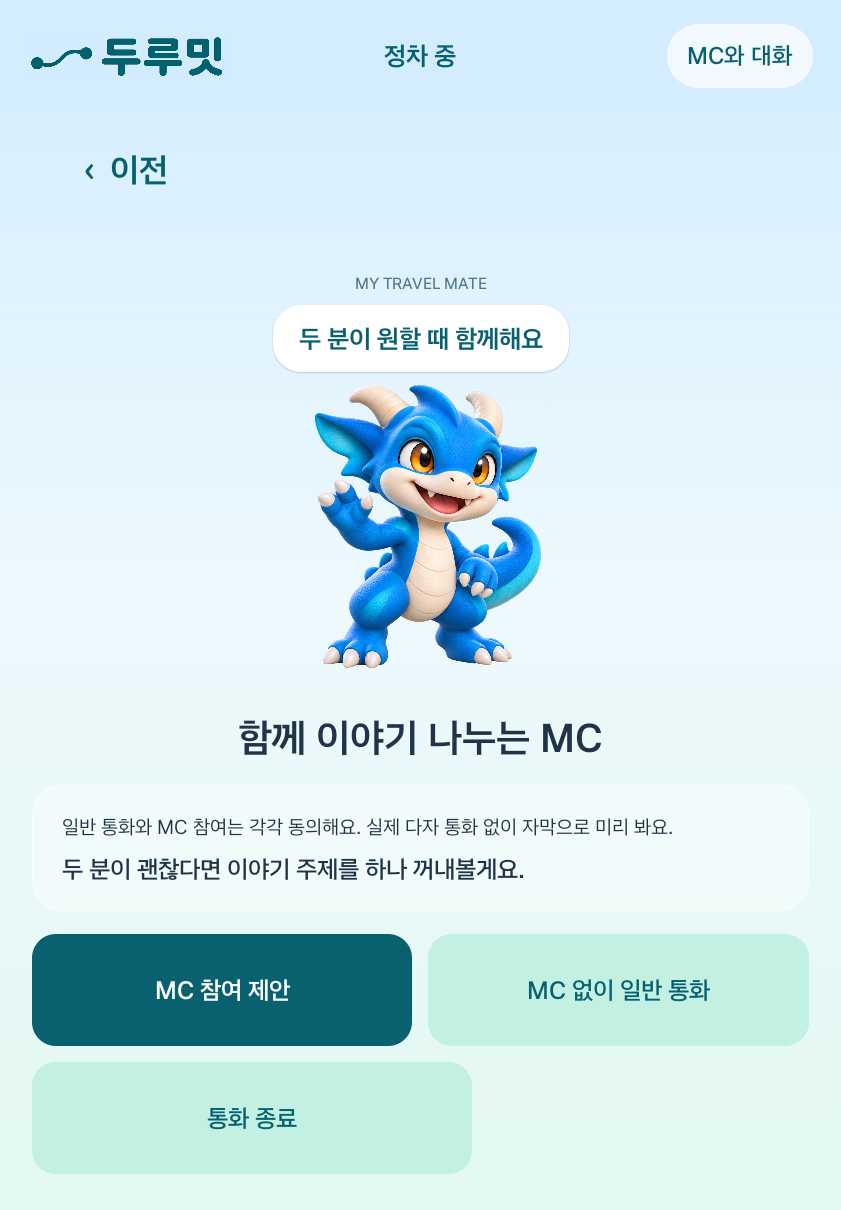 두루밋
정차 중
MC와 대화
‹ 이전
MY TRAVEL MATE
두 분이 원할 때 함께해요
함께 이야기 나누는 MC
일반 통화와 MC 참여는 각각 동의해요. 실제 다자 통화 없이 자막으로 미리 봐요.
두 분이 괜찮다면 이야기 주제를 하나 꺼내볼게요.
MC 참여 제안
MC 없이 일반 통화
통화 종료